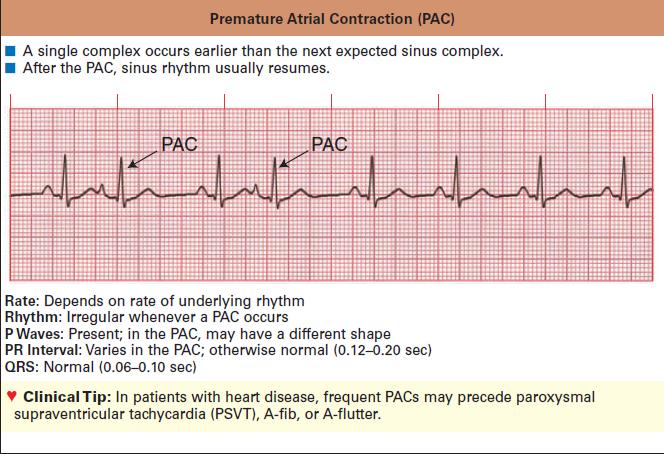 Premature Atrial Contraction (PAC)
A single complex occurs earlier than the next expected sinus complex.
After the PAC, sinus rhythm usually resumes.
PAC PAC
Rate: Depends on rate of underlying rhythm
Rhythm: Irregular whenever a PAC occurs
P Waves: Present; in the PAC, may have a different shape
PR Interval: Varies in the PAC; otherwise normal (0.12–0.20 sec)
QRS: Normal (0.06–0.10 sec)
♥ Clinical Tip: In patients with heart disease, frequent PACs may precede paroxysmal
supraventricular tachycardia (PSVT), A-fib, or A-flutter.